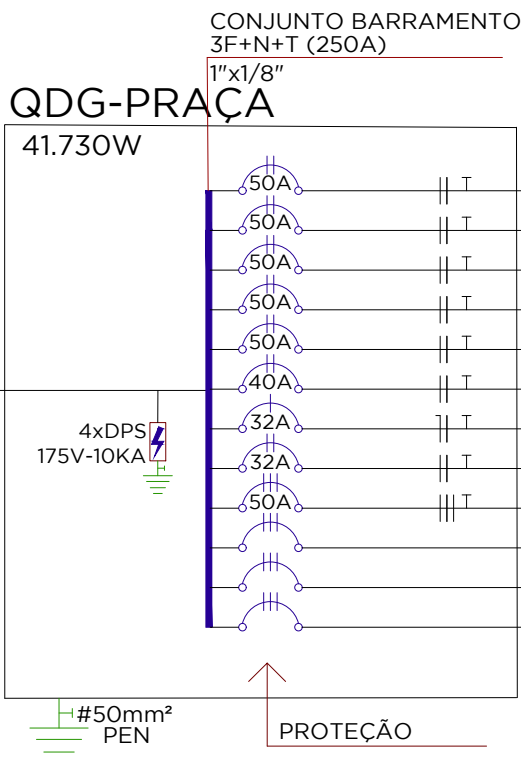 CONJUNTO BARRAMENTO
3F+N+T (250A)
1"x1/8"
QDG-PRAÇA
41.730W
50A
T
50A
T
50A
T
50A
T
50A
T
40A
T
32A
T
32A
T
50A
T
4xDPS
175V-10KA
#50mm²
PEN
PROTEÇÃO